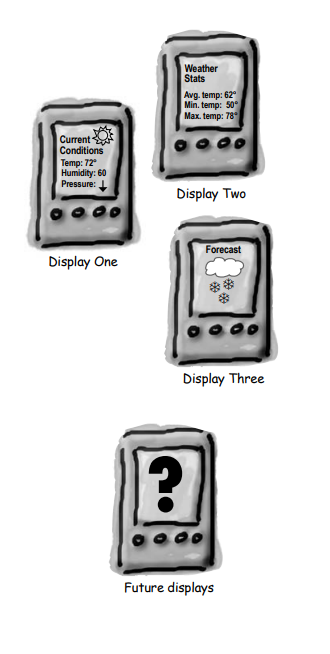 Weather
Stats
Avg. temp: 62°
Min. temp: 50°
Max. temp: 78°
Display Two
Current
Conditions
Temp: 72°
Humidity: 60
Pressure:
Display One
Forecast
Display Three
?
Future displays